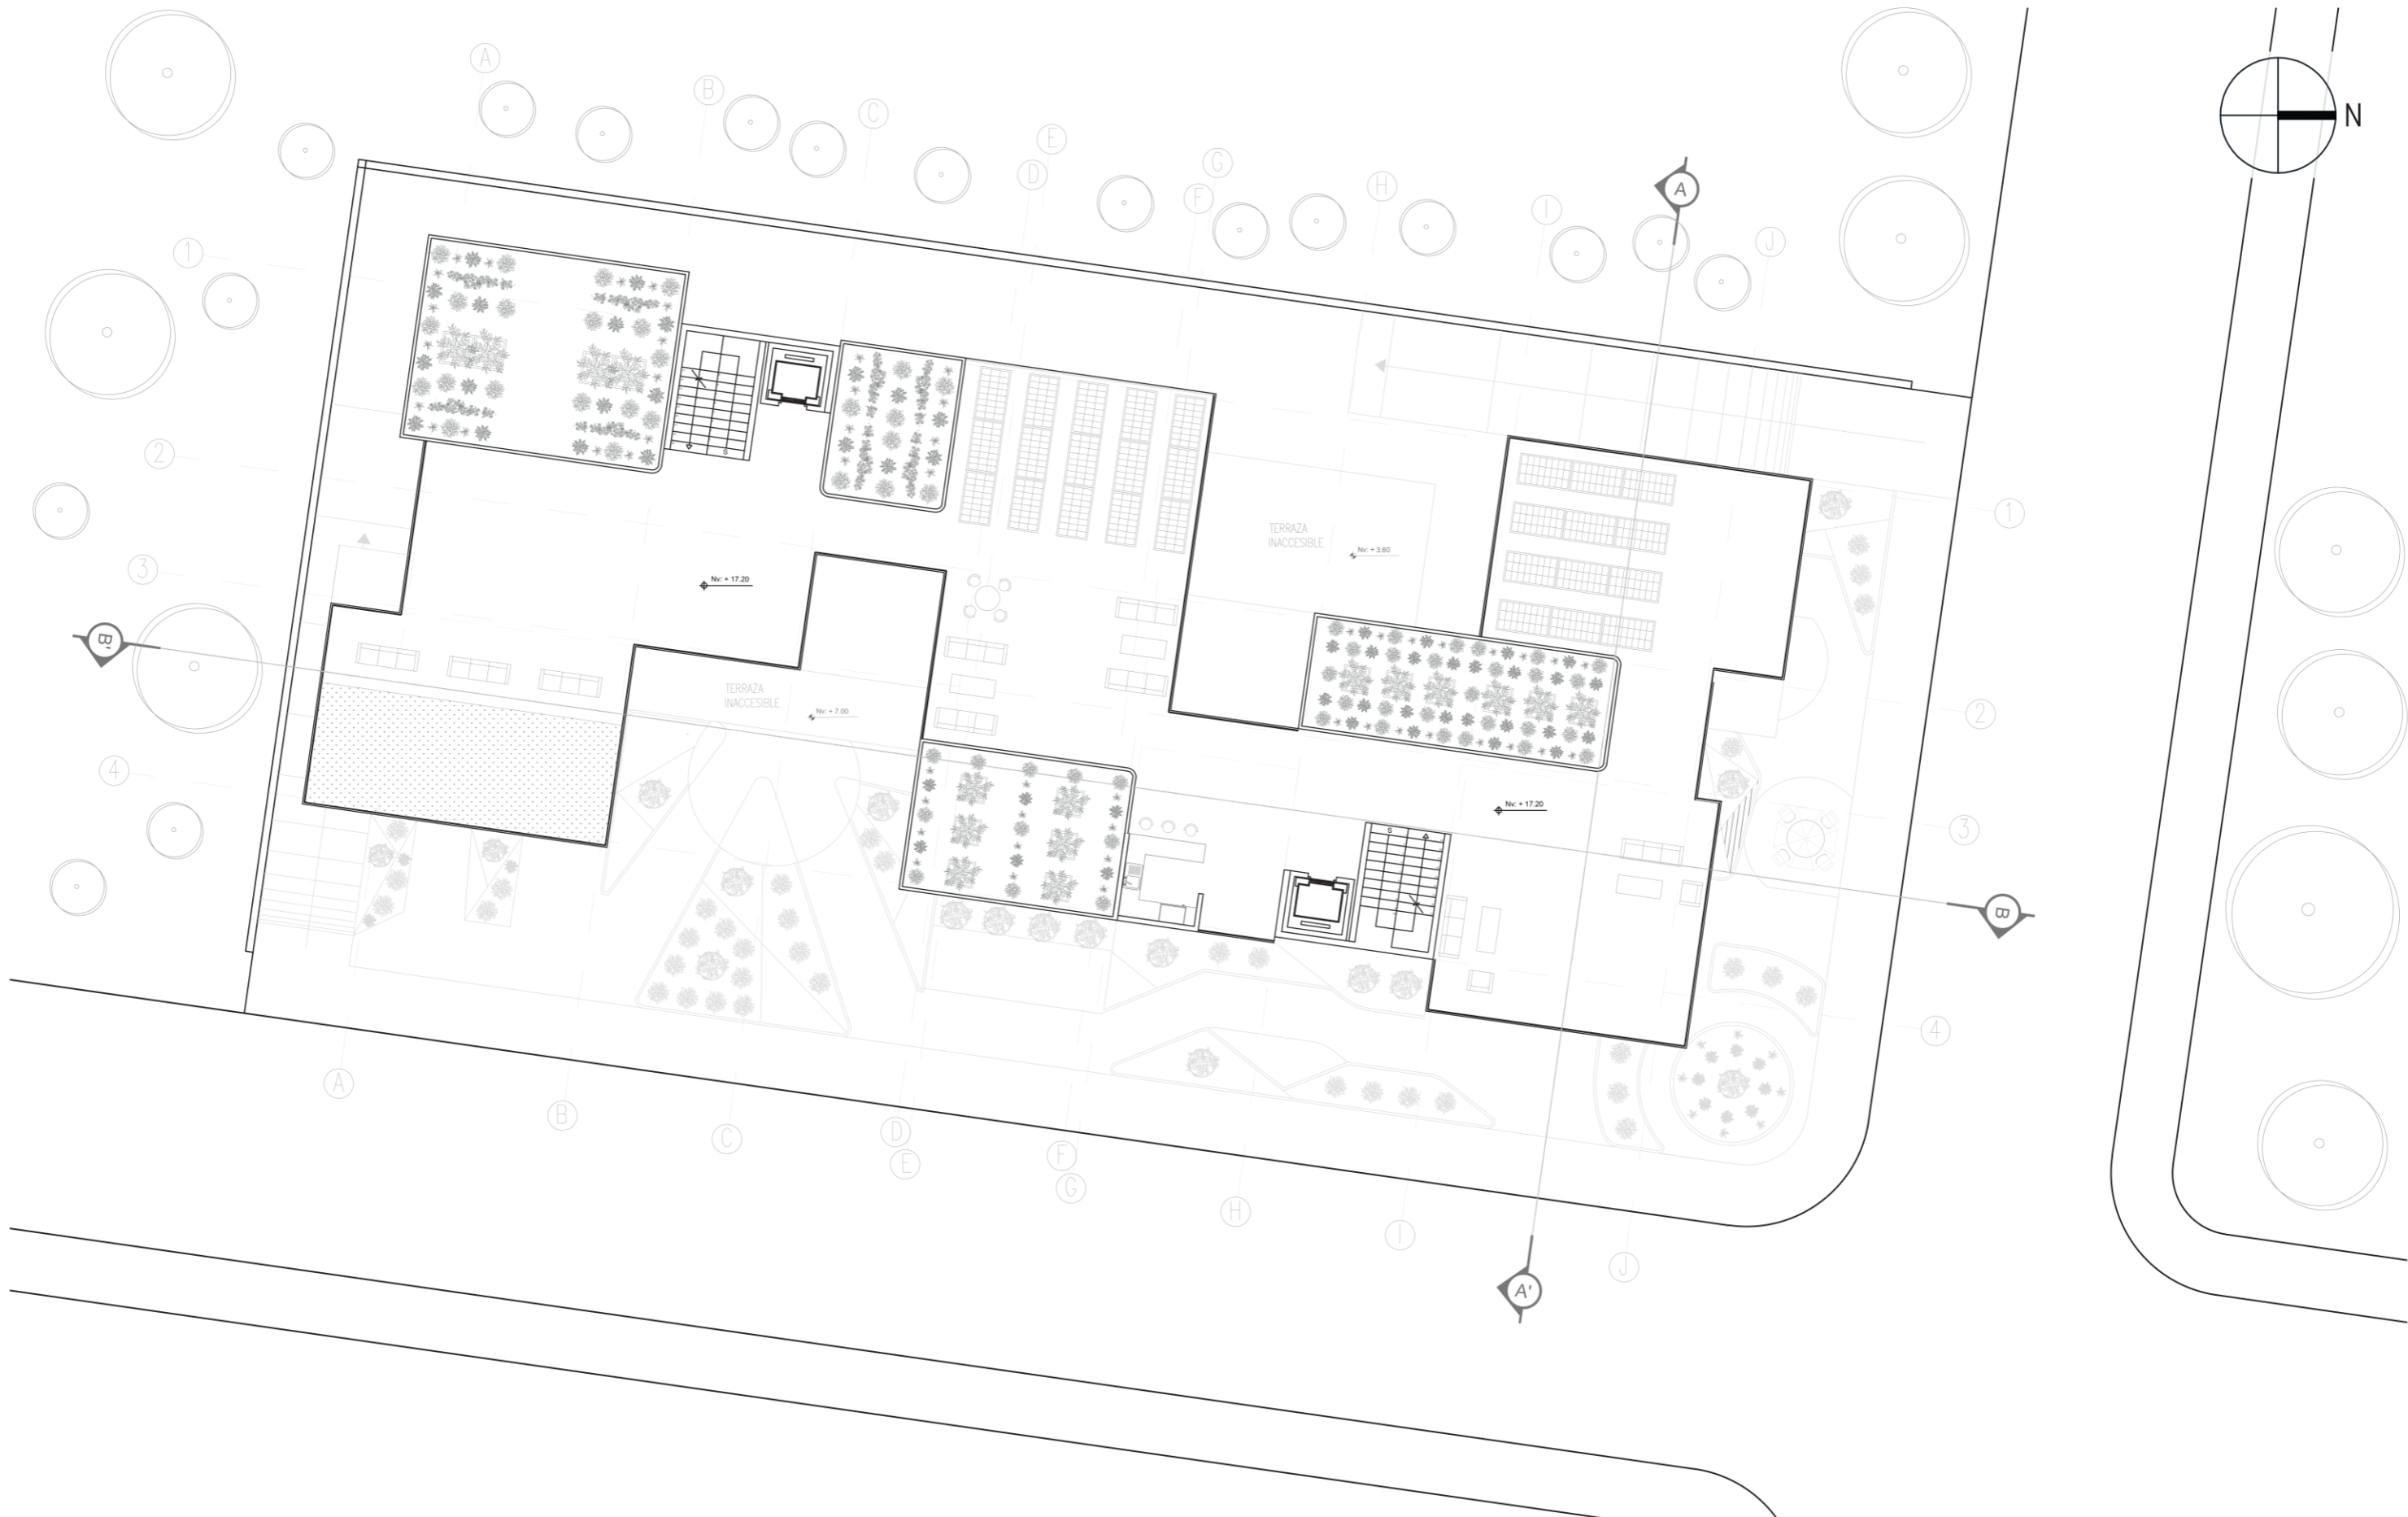 A
B
C
E
D
G
F
H
I
J
A
N
1
2
3
4
B'
S
Nv: + 17.20
TERRAZA
INACCESIBLE
Nv: + 3.60
TERRAZA
INACCESIBLE
Nv: + 7.00
Nv: + 17.20
S
1
2
3
B
4
A
B
C
D
E
F
G
H
I
J
A'